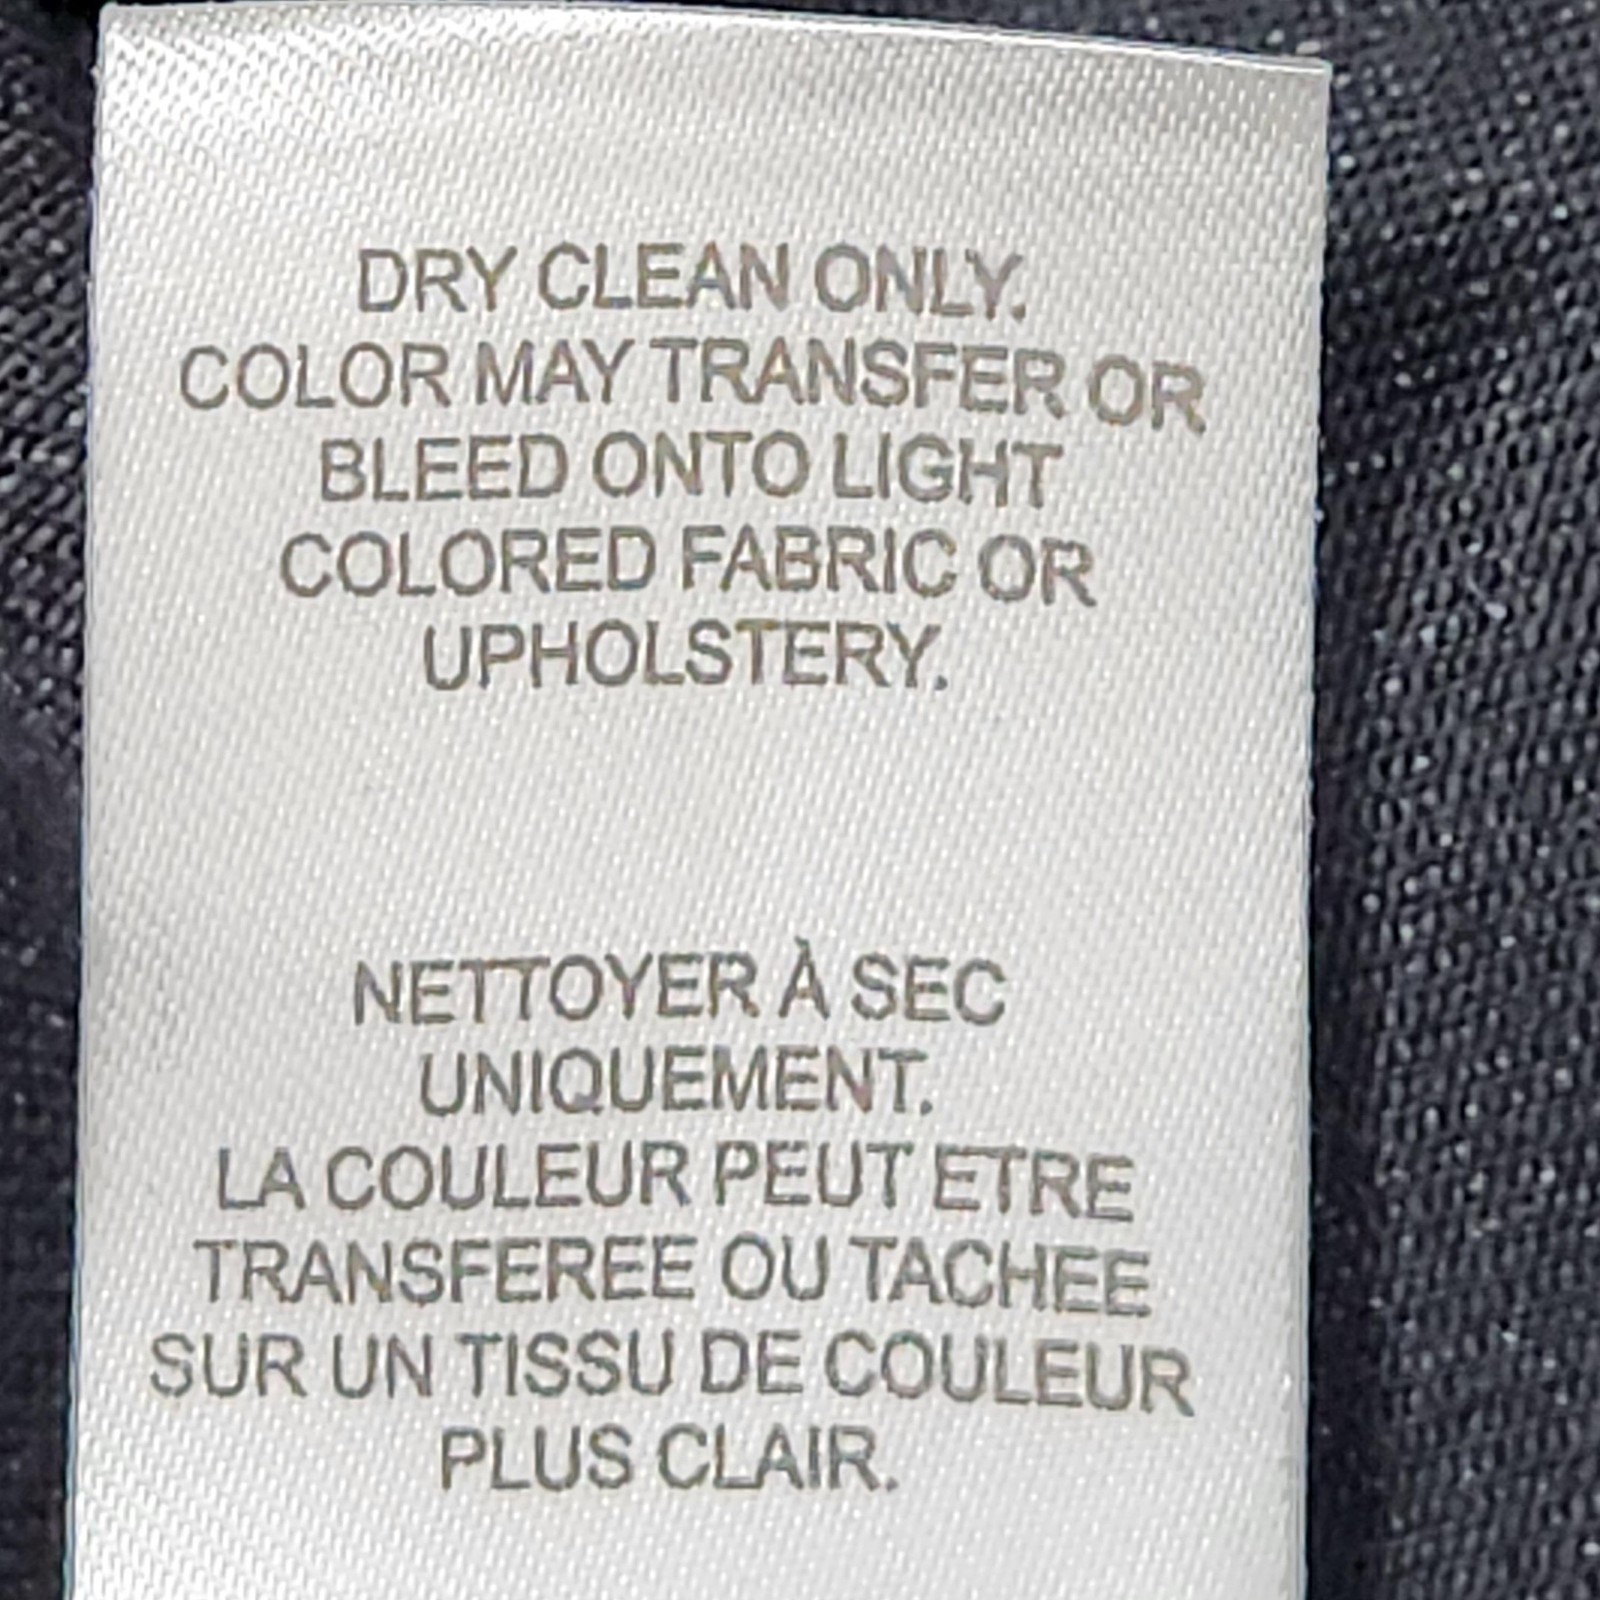 DRY CLEAN ONLY.
COLOR MAY TRANSFER OR
BLEED ONTO LIGHT
COLORED FABRIC OR
UPHOLSTERY.
NETTOYER À SEC
UNIQUEMENT.
LA COULEUR PEUT ETRE
TRANSFEREE OU TACHEE
SUR UN TISSU DE COULEUR
PLUS CLAIR.